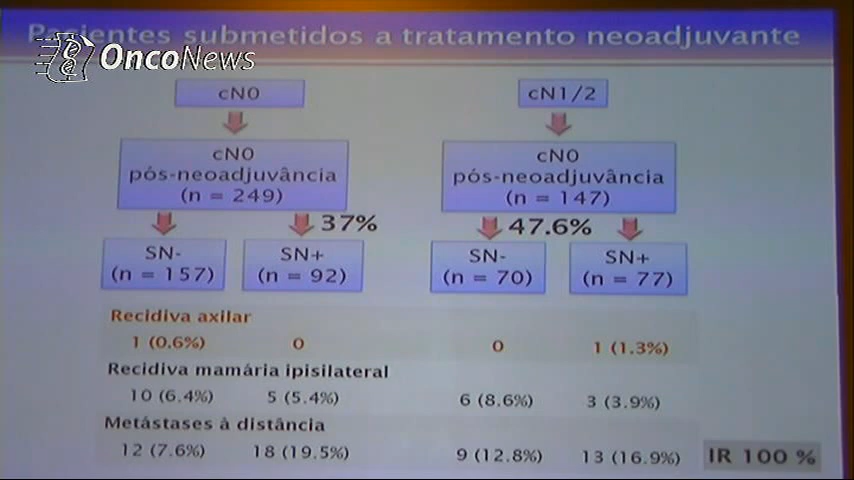 Pacientes submetidos a tratamento neoadjuvante
OncoNews
cN0
cN1/2
cN0
pós-neoadjuvância
(n = 249)
cN0
pós-neoadjuvância
(n = 147)
37%
47.6%
SN-
(n = 157)
SN+
(n = 92)
SN-
(n = 70)
SN+
(n = 77)
Recidiva axilar
1 (0.6%) 0 0 1 (1.3%)
Recidiva mamária ipisilateral
10 (6.4%) 5 (5.4%) 6 (8.6%) 3 (3.9%)
Metástases à distância
12 (7.6%) 18 (19.5%) 9 (12.8%) 13 (16.9%)
IR 100 %